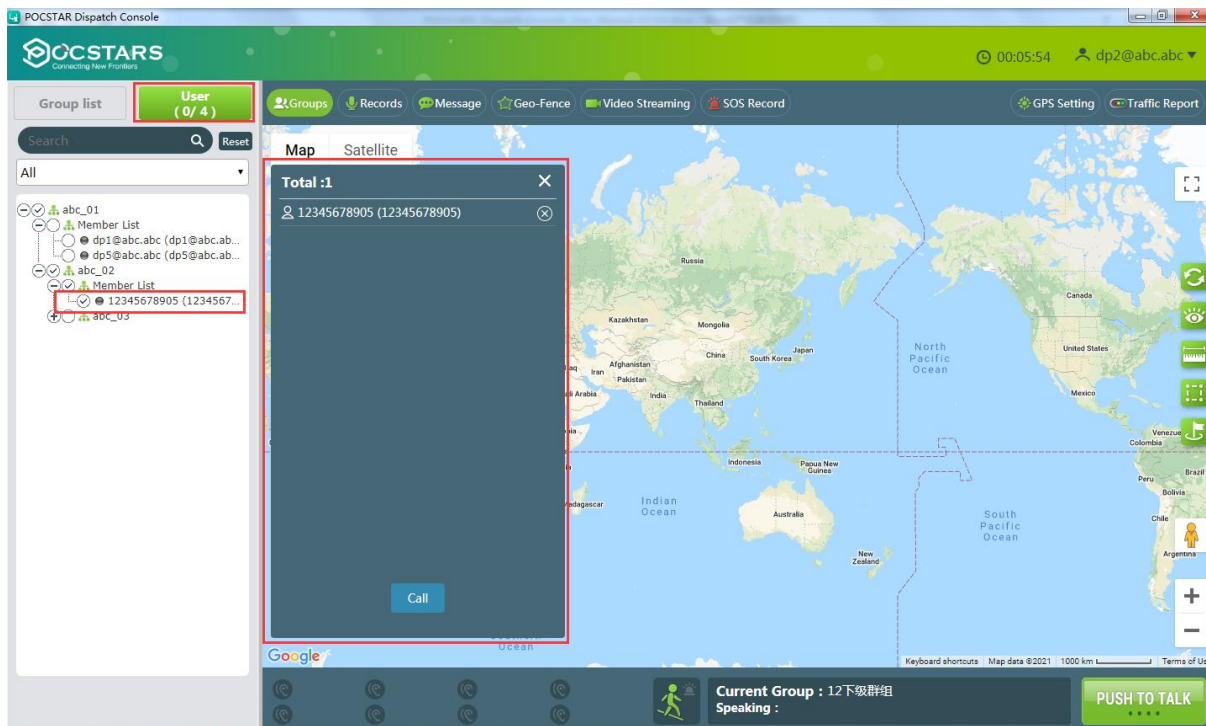 POCSTAR Dispatch Console
POCSTARS
Connecting New Frontiers
00:05:54
dp2@abc.abc
Group list
User
( 0/ 4 )
Groups
Records
Message
Geo-Fence
Video Streaming
SOS Record
GPS Setting
Traffic Report
Search
Reset
All
abc_01
Member List
dp1@abc.abc (dp1@abc.ab...
dp5@abc.abc (dp5@abc.ab...
abc_02
Member List
12345678905 (1234567...
abc_03
Map
Satellite
Total :1
12345678905 (12345678905)
Call
Russia
Canada
Kazakhstan
Mongolia
North
Pacific
Ocean
United States
Japan
China
South Korea
Afghanistan
Iran
Pakistan
Mexico
India
Thailand
Colombia
Indonesia
Papua New
Guinea
Brazil
Peru
Bolivia
Indian
Ocean
Australia
South
Pacific
Ocean
Chile
New
Zealand
Argentina
Ocean
Google
Keyboard shortcuts
Map data ©2021
1000 km
Terms of Us
Current Group : 12下级群组
Speaking :
PUSH TO TALK